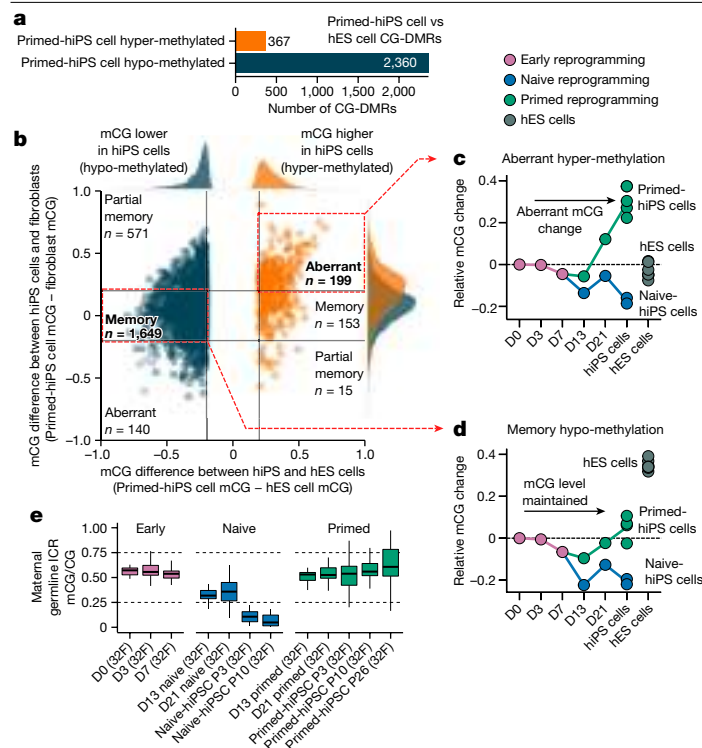 a
Primed-hiPS cell vs
hES cell CG-DMRs
Primed-hiPS cell hyper-methylated
367
Primed-hiPS cell hypo-methylated
2,360
0 500 1,000 1,500 2,000
Number of CG-DMRs
Early reprogramming
Naive reprogramming
Primed reprogramming
hES cells
b
mCG lower
in hiPS cells
(hypo-methylated)
mCG higher
in hiPS cells
(hyper-methylated)
mCG difference between hiPS cells and fibroblasts
(Primed-hiPS cell mCG – fibroblast mCG)
1.0
0.5
0
−0.5
−1.0
Partial
memory
n = 571
Memory
n = 1,649
Aberrant
n = 140
Aberrant
n = 199
Memory
n = 153
Partial
memory
n = 15
−1.0 −0.5 0 0.5 1.0
mCG difference between hiPS and hES cells
(Primed-hiPS cell mCG – hES cell mCG)
c
Aberrant hyper-methylation
Relative mCG change
0.4
0.2
0
−0.2
Aberrant mCG
change
Primed-
hiPS cells
hES cells
Naive-
hiPS cells
D0 D3 D7 D13 D21 hiPS cells hES cells
d
Memory hypo-methylation
Relative mCG change
0.4
0.2
0
−0.2
hES cells
mCG level
maintained
Primed-
hiPS cells
Naive-
hiPS cells
D0 D3 D7 D13 D21 hiPS cells hES cells
e
Early Naive Primed
Maternal
germline ICR
mCG/CG
1.00
0.75
0.50
0.25
0
D0 (32F)
D3 (32F)
D7 (32F)
D13 naive (32F)
D21 naive (32F)
Naive-hiPSC P3 (32F)
Naive-hiPSC P10 (32F)
D13 primed (32F)
D21 primed (32F)
Primed-hiPSC P3 (32F)
Primed-hiPSC P10 (32F)
Primed-hiPSC P26 (32F)